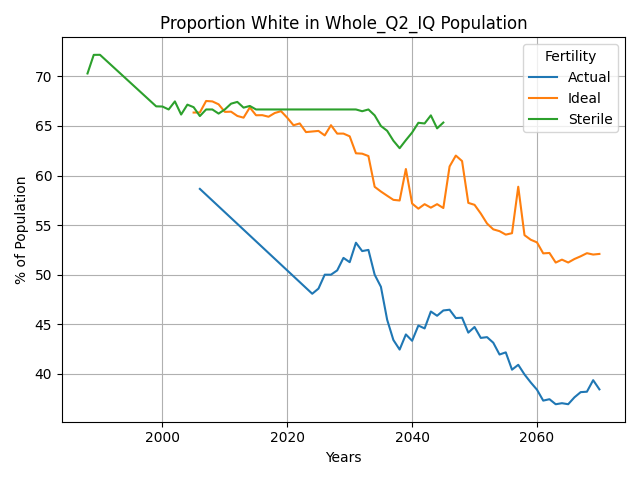 Proportion White in Whole_Q2_IQ Population
Fertility
Actual
Ideal
Sterile
% of Population
70
65
60
55
50
45
40
2000
2020
2040
2060
Years